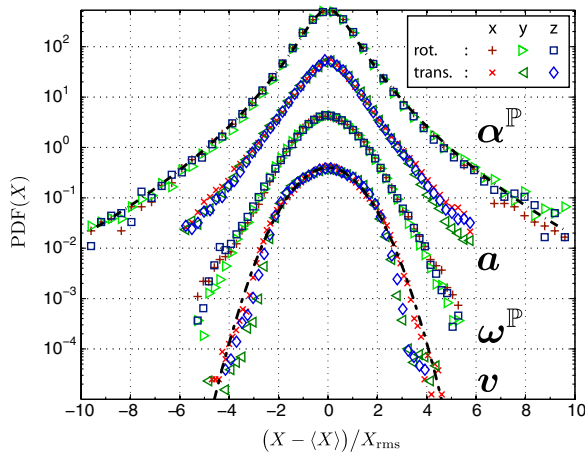 x y z
rot. : + ▷ □
trans. : × ◁ ◇
10²
10¹
10⁰
10⁻¹
10⁻²
10⁻³
10⁻⁴
PDF(X)
α^ℙ
a
ω^ℙ
v
−10 −8 −6 −4 −2 0 2 4 6 8 10
(X − ⟨X⟩)/X_rms